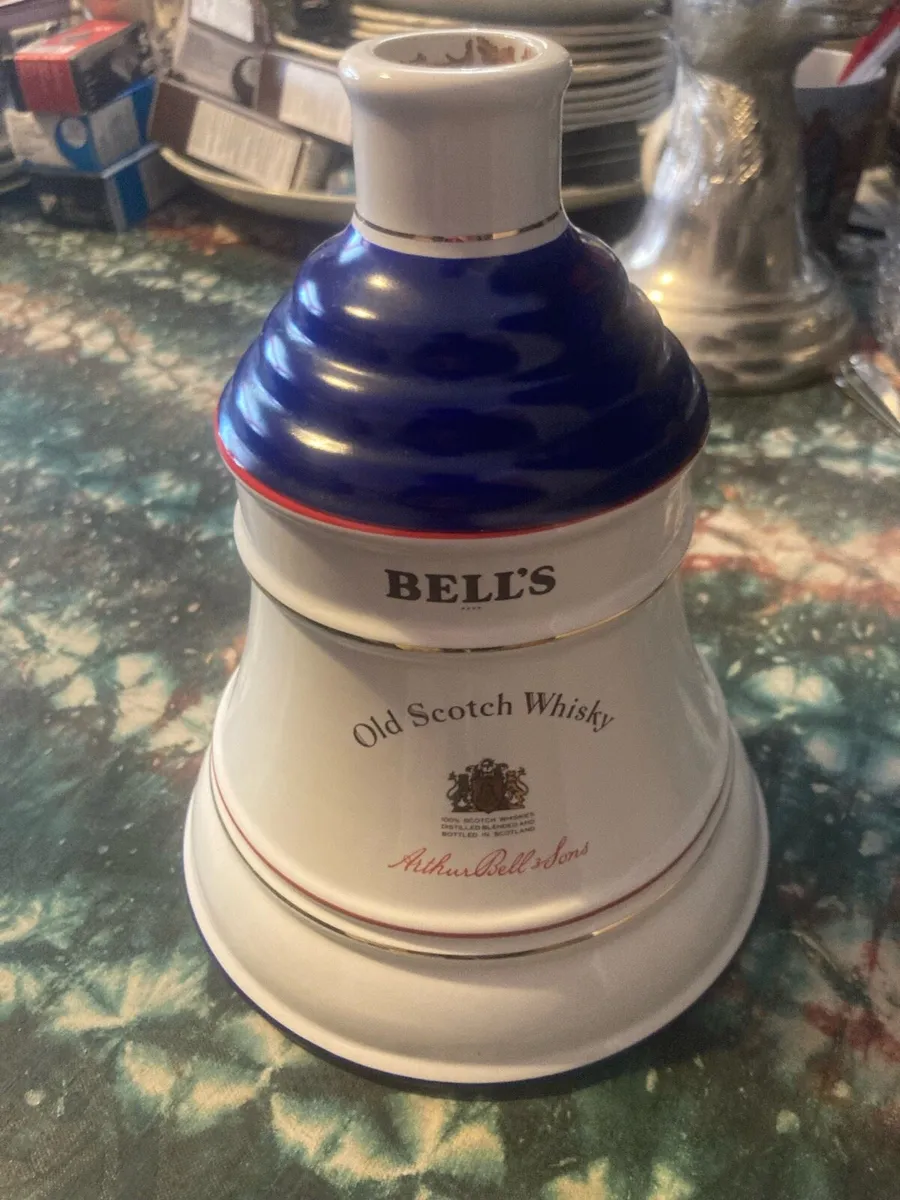 BELL'S
Old Scotch Whisky
100% SCOTCH WHISKIES
DISTILLED BLENDED AND
BOTTLED IN SCOTLAND
Arthur Bell & Sons